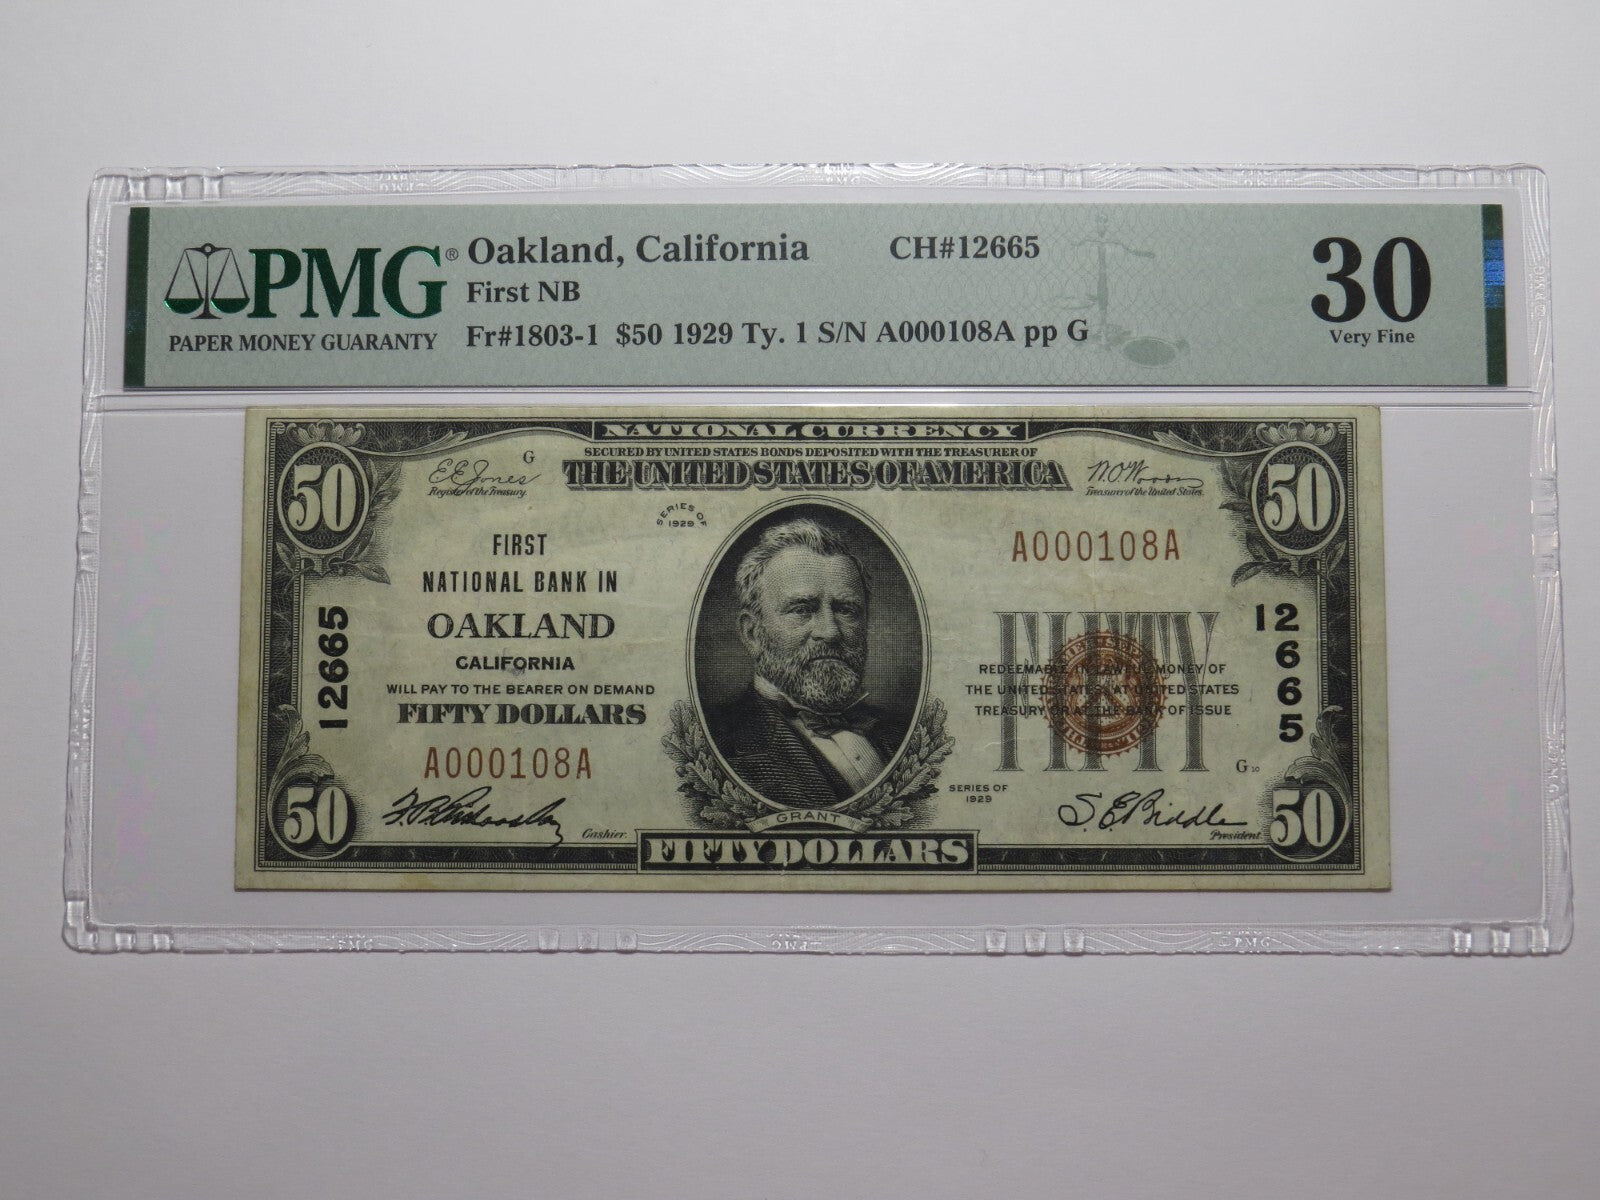 PMG®
PAPER MONEY GUARANTY
Oakland, California CH#12665
First NB
Fr#1803-1 $50 1929 Ty. 1 S/N A000108A pp G
30
Very Fine
NATIONAL CURRENCY
SECURED BY UNITED STATES BONDS DEPOSITED WITH THE TREASURER OF
THE UNITED STATES OF AMERICA
50
50
E E Jones
G
Register of the Treasury.
W.O. Woods
Treasurer of the United States.
SERIES OF
1929
FIRST
NATIONAL BANK IN
OAKLAND
CALIFORNIA
WILL PAY TO THE BEARER ON DEMAND
FIFTY DOLLARS
A000108A
12665
A000108A
12665
FIFTY
REDEEMABLE IN LAWFUL MONEY OF
THE UNITED STATES AT UNITED STATES
TREASURY OR AT THE BANK OF ISSUE
G 10
SERIES OF
1929
GRANT
50
Cashier.
S. E. Biddle
President.
50
FIFTY DOLLARS
PMG